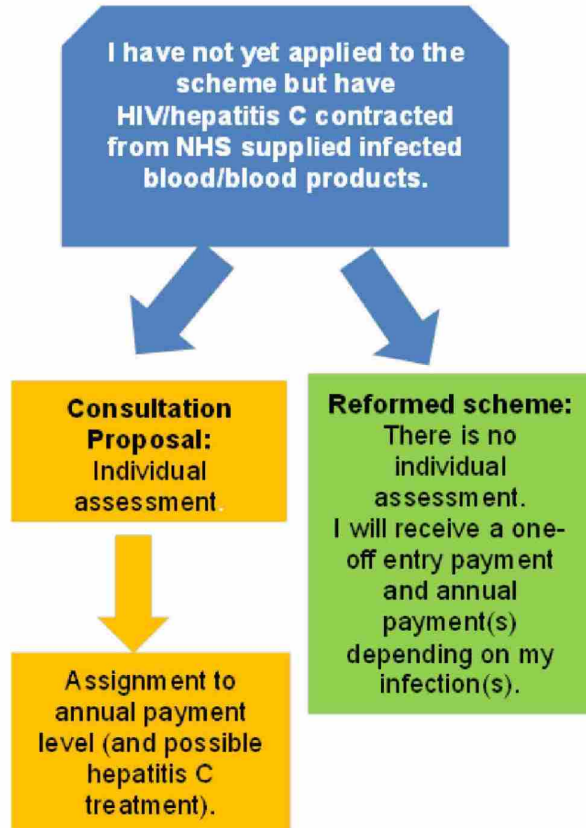 I have not yet applied to the
scheme but have
HIV/hepatitis C contracted
from NHS supplied infected
blood/blood products.
Consultation
Proposal:
Individual
assessment.
Assignment to
annual payment
level (and possible
hepatitis C
treatment).
Reformed scheme:
There is no
individual
assessment.
I will receive a one-
off entry payment
and annual
payment(s)
depending on my
infection(s).